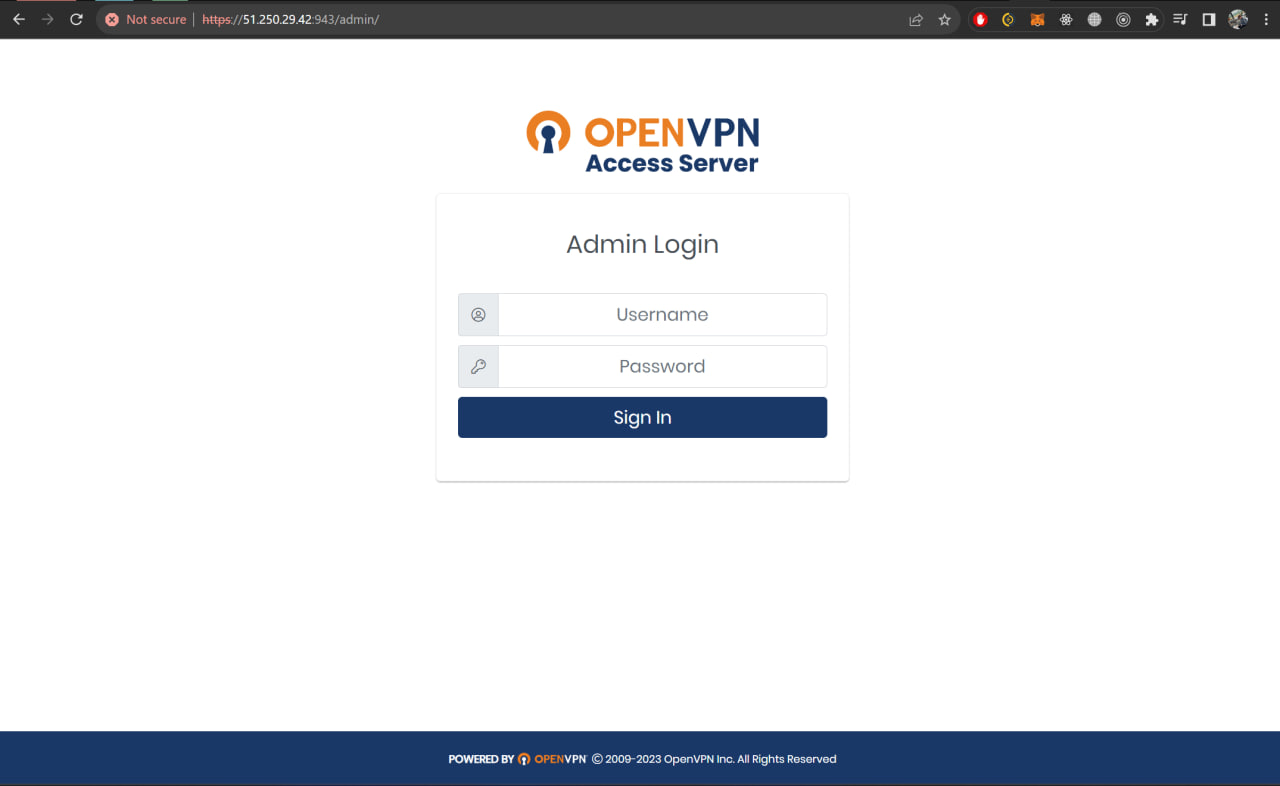 Not secure | https://51.250.29.42:943/admin/
OPENVPN
Access Server
Admin Login
Username
Password
Sign In
POWERED BY OPENVPN © 2009-2023 OpenVPN Inc. All Rights Reserved